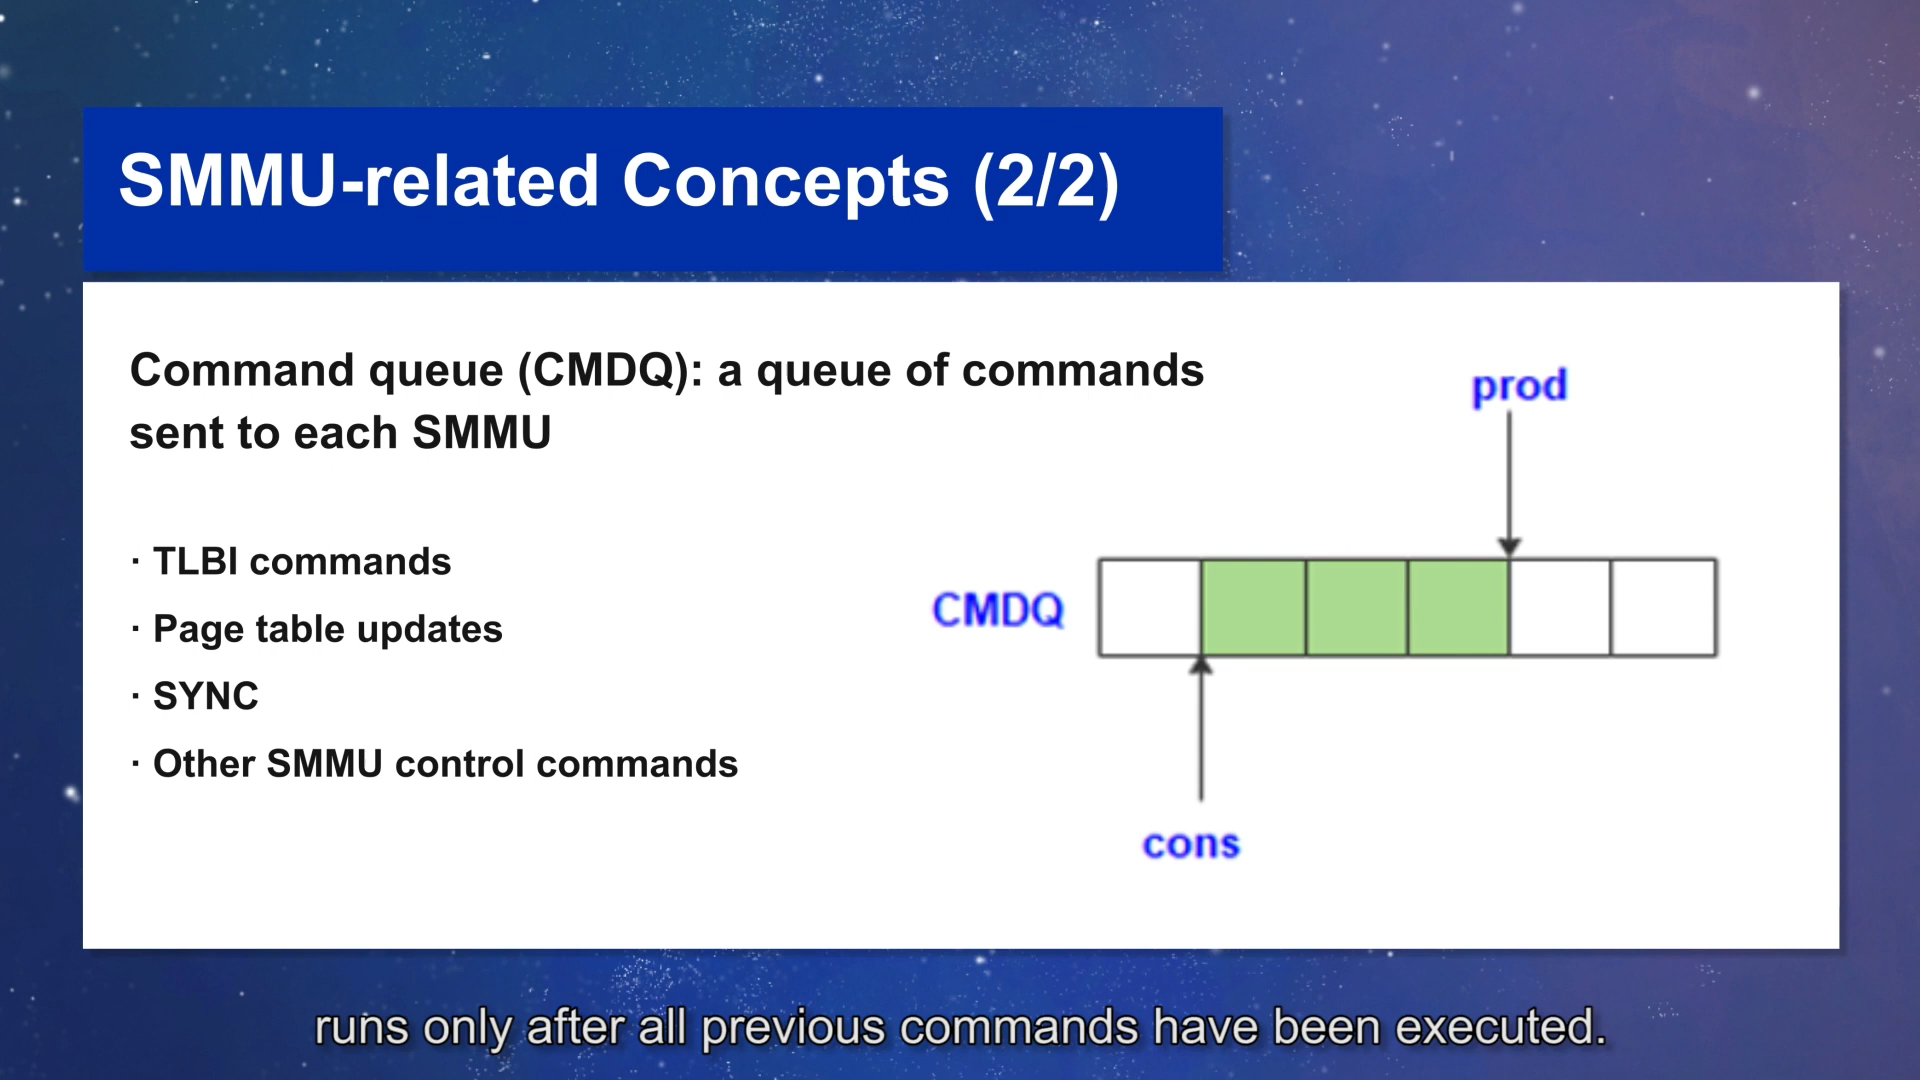 SMMU-related Concepts (2/2)
Command queue (CMDQ): a queue of commands
sent to each SMMU
· TLBI commands
· Page table updates
· SYNC
· Other SMMU control commands
prod
CMDQ
cons
runs only after all previous commands have been executed.